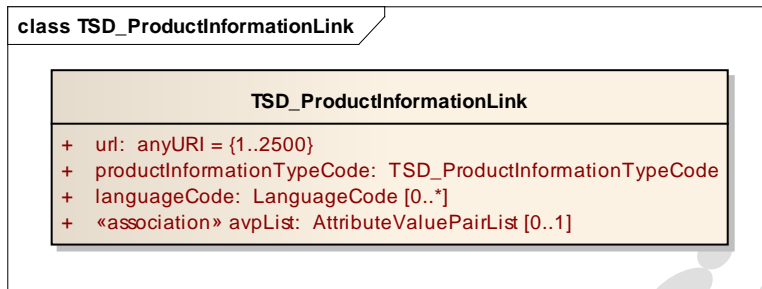 class TSD_ProductInformationLink
TSD_ProductInformationLink
+ url: anyURI = {1..2500}
+ productInformationTypeCode: TSD_ProductInformationTypeCode
+ languageCode: LanguageCode [0..*]
+ «association» avpList: AttributeValuePairList [0..1]